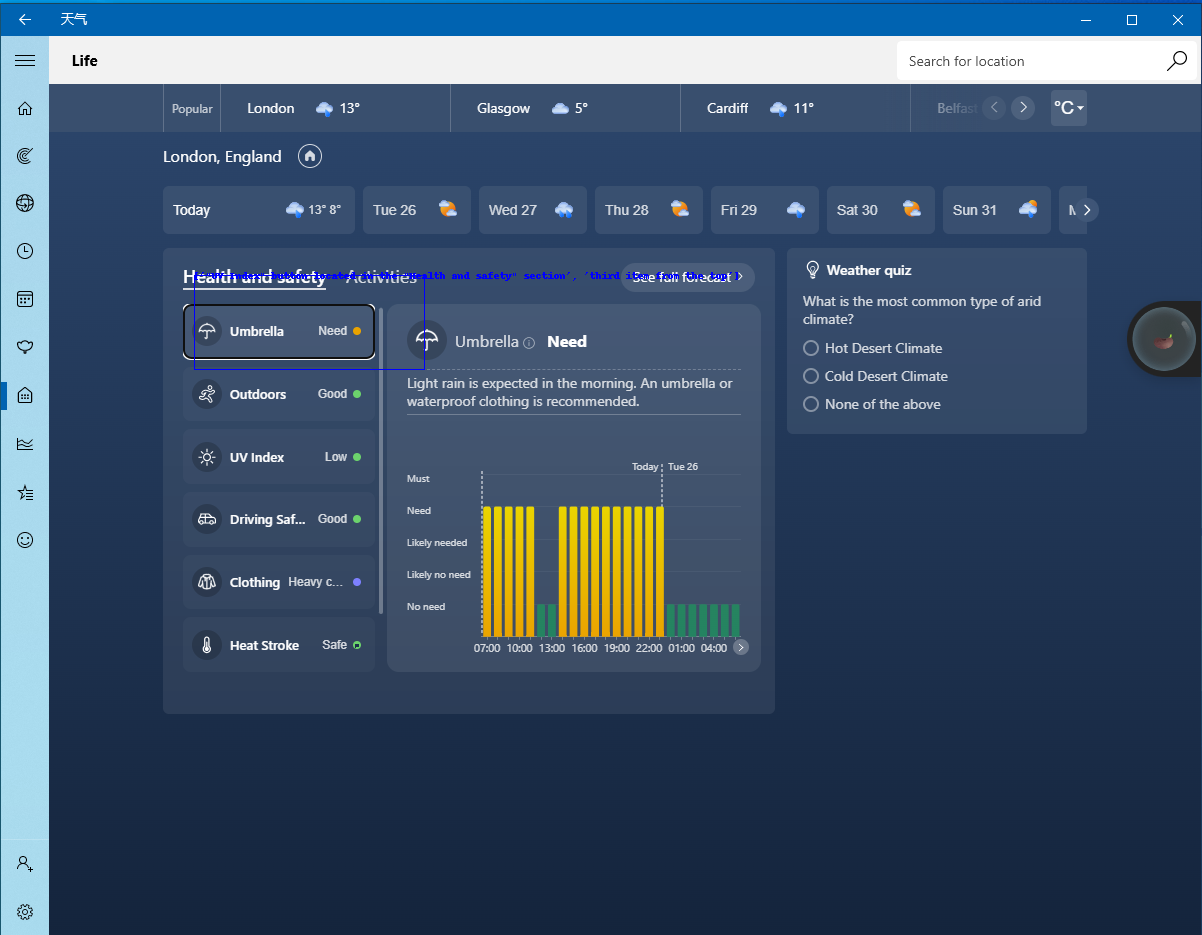 天气
Life
Search for location
Popular
London 13°
Glasgow 5°
Cardiff 11°
Belfast
°C
London, England
Today 13° 8°
Tue 26
Wed 27
Thu 28
Fri 29
Sat 30
Sun 31
Health and safety
Activities
See full forecast
index" button located in the "Health and safety" section', 'third item from the top']
Umbrella Need
Outdoors Good
UV Index Low
Driving Saf... Good
Clothing Heavy c...
Heat Stroke Safe
Umbrella Need
Light rain is expected in the morning. An umbrella or
waterproof clothing is recommended.
Today Tue 26
Must
Need
Likely needed
Likely no need
No need
07:00 10:00 13:00 16:00 19:00 22:00 01:00 04:00
Weather quiz
What is the most common type of arid
climate?
Hot Desert Climate
Cold Desert Climate
None of the above